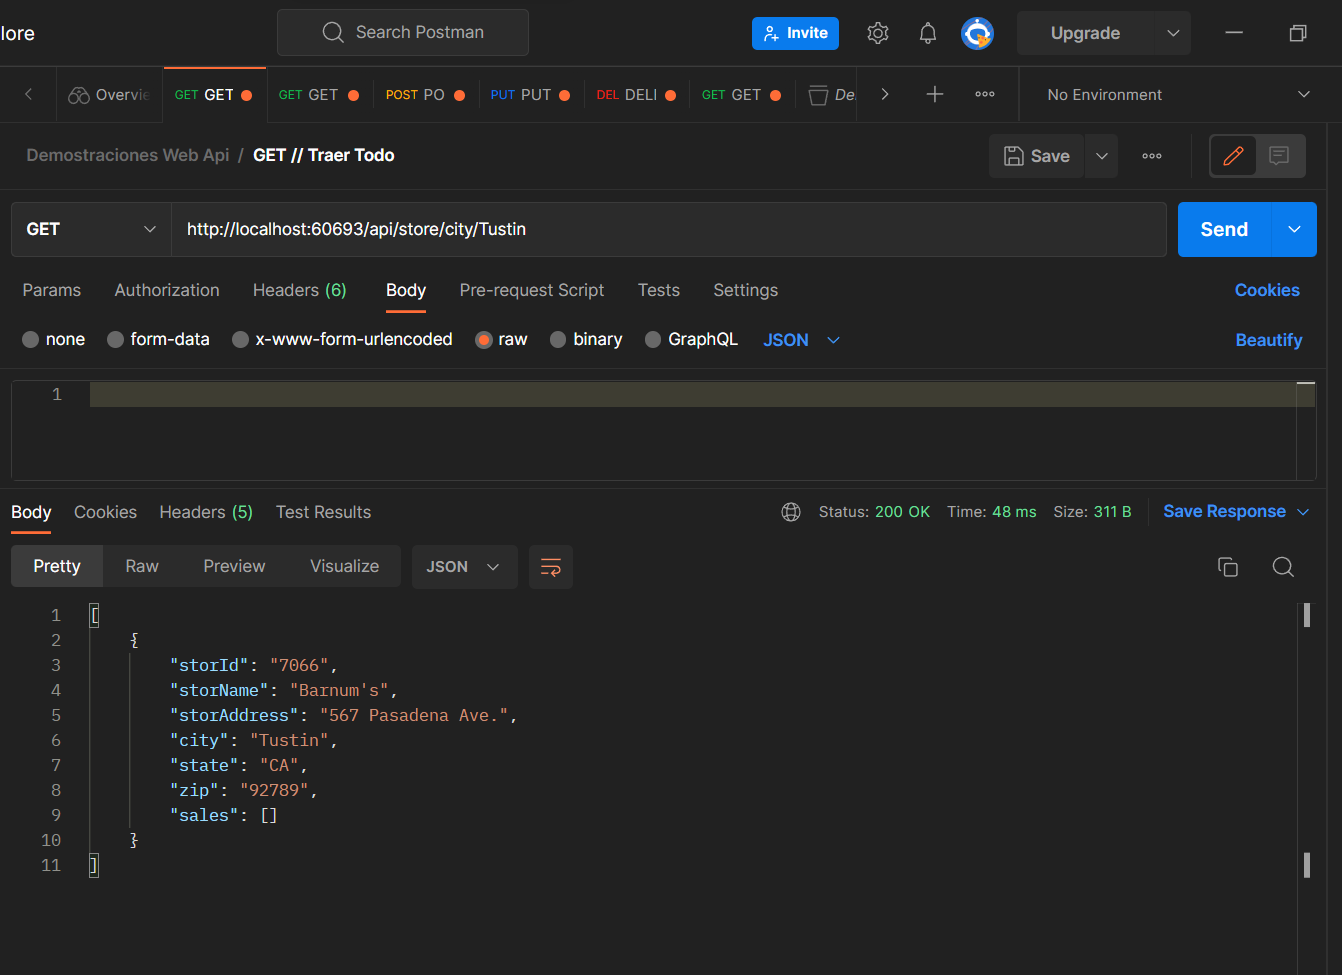 lore
Search Postman
Invite
Upgrade
Overvie
GET GET
GET GET
POST PO
PUT PUT
DEL DELI
GET GET
De
No Environment
Demostraciones Web Api / GET // Traer Todo
Save
GET
http://localhost:60693/api/store/city/Tustin
Send
Params
Authorization
Headers (6)
Body
Pre-request Script
Tests
Settings
Cookies
none
form-data
x-www-form-urlencoded
raw
binary
GraphQL
JSON
Beautify
1
Body
Cookies
Headers (5)
Test Results
Status: 200 OK
Time: 48 ms
Size: 311 B
Save Response
Pretty
Raw
Preview
Visualize
JSON
1 [
2 {
3 "storId": "7066",
4 "storName": "Barnum's",
5 "storAddress": "567 Pasadena Ave.",
6 "city": "Tustin",
7 "state": "CA",
8 "zip": "92789",
9 "sales": []
10 }
11 ]